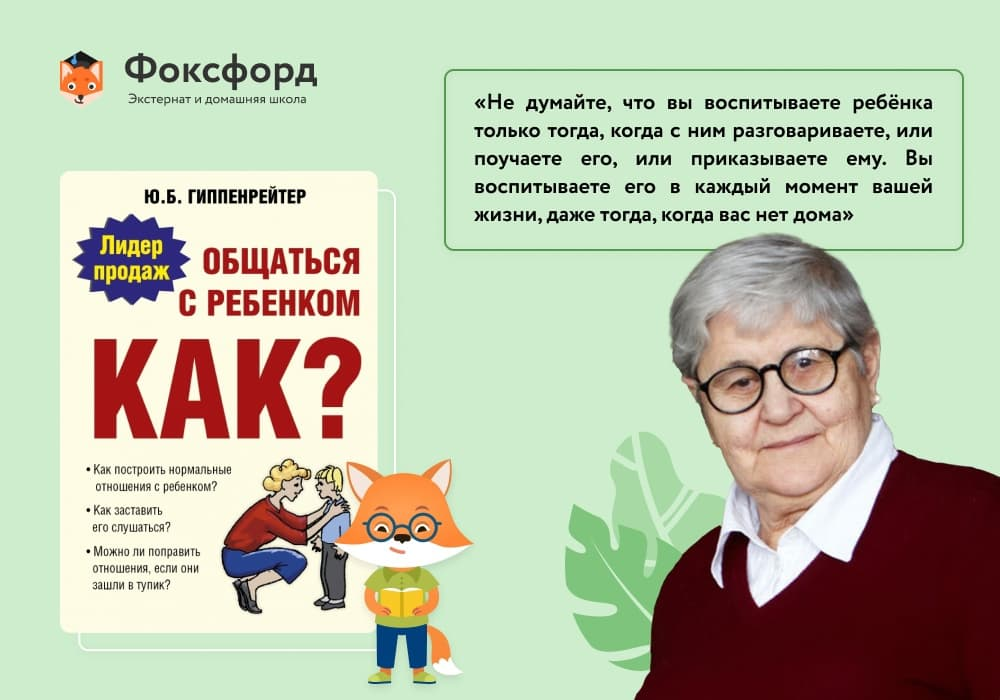 Фоксфорд
Экстернат и домашняя школа
«Не думайте, что вы воспитываете ребёнка
только тогда, когда с ним разговариваете, или
поучаете его, или приказываете ему. Вы
воспитываете его в каждый момент вашей
жизни, даже тогда, когда вас нет дома»
Ю.Б. ГИППЕНРЕЙТЕР
Лидер
продаж
ОБЩАТЬСЯ
С РЕБЕНКОМ
КАК?
• Как построить нормальные
отношения с ребенком?
• Как заставить
его слушаться?
• Можно ли поправить
отношения, если они
зашли в тупик?